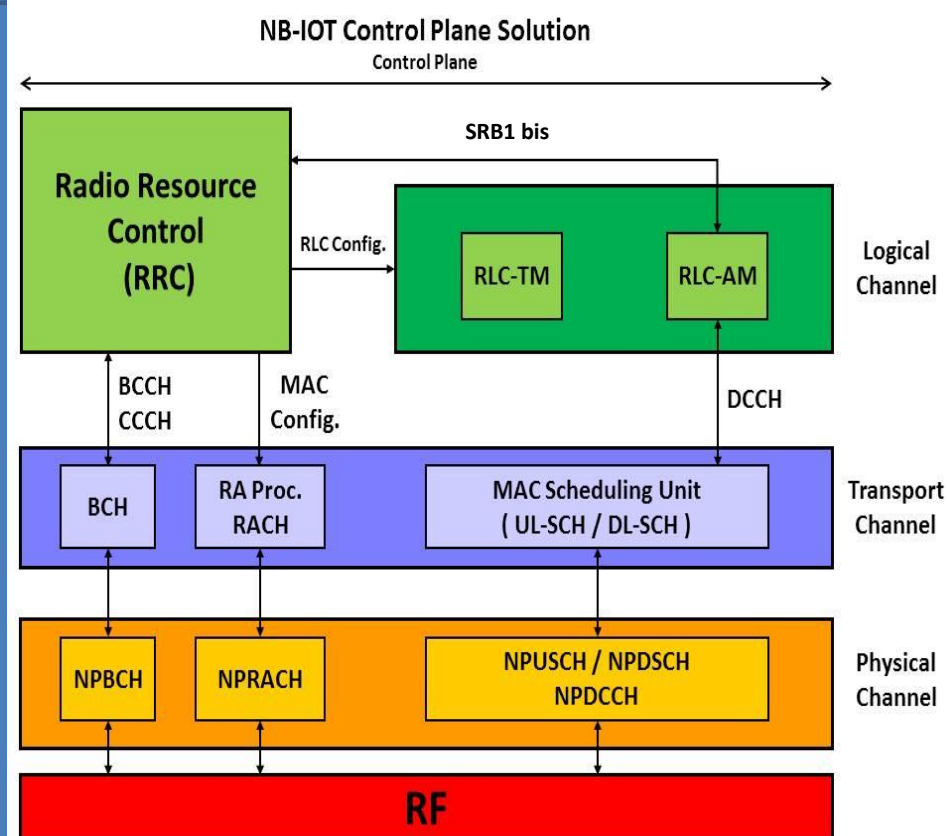 NB-IOT Control Plane Solution
Control Plane
SRB1 bis
Radio Resource
Control
(RRC)
RLC Config.
RLC-TM
RLC-AM
Logical
Channel
BCCH
CCCH
MAC
Config.
DCCH
BCH
RA Proc.
RACH
MAC Scheduling Unit
( UL-SCH / DL-SCH )
Transport
Channel
NPBCH
NPRACH
NPUSCH / NPDSCH
NPDCCH
Physical
Channel
RF